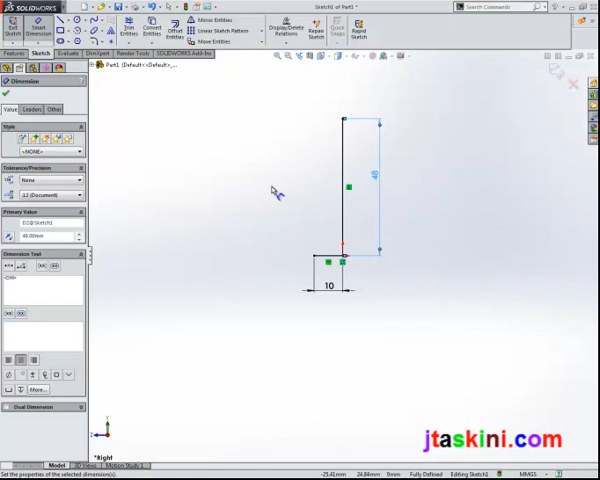 SOLIDWORKS
Sketch1 of Part1 *
Search SolidWorks Help
Exit Sketch
Smart Dimension
Trim Entities
Convert Entities
Offset Entities
Mirror Entities
Linear Sketch Pattern
Move Entities
Display/Delete Relations
Repair Sketch
Quick Snaps
Rapid Sketch
Features
Sketch
Evaluate
DimXpert
Render Tools
SOLIDWORKS Add-Ins
Part1 (Default<<Default>_...
Dimension
Value
Leaders
Other
Style
<NONE>
Tolerance/Precision
None
.12 (Document)
Primary Value
D2@Sketch1
48.00mm
Dimension Text
<DIM>
More...
Dual Dimension
48
10
Y
Z
*Right
jtaskini.com
Model
3D Views
Motion Study 1
Set the properties of the selected dimension(s).
-25.41mm
24.84mm
0mm
Fully Defined
Editing Sketch1
MMGS